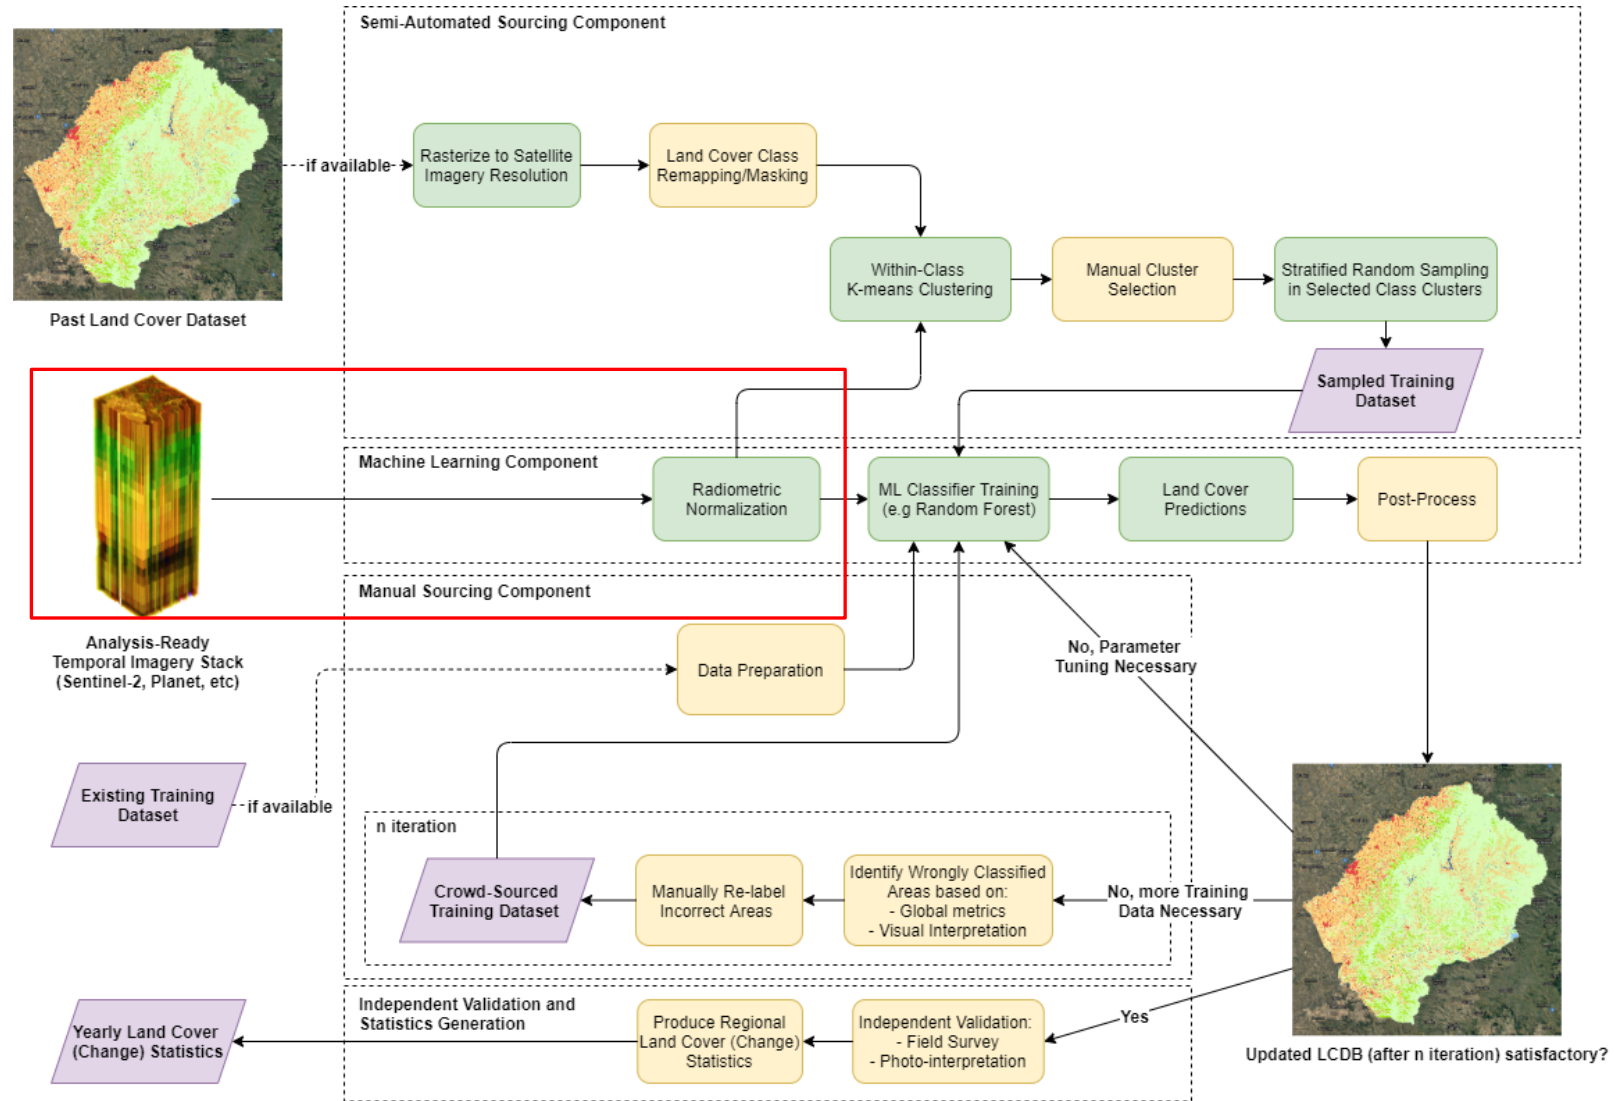 Semi-Automated Sourcing Component
if available
Rasterize to Satellite
Imagery Resolution
Land Cover Class
Remapping/Masking
Within-Class
K-means Clustering
Manual Cluster
Selection
Stratified Random Sampling
in Selected Class Clusters
Past Land Cover Dataset
Sampled Training
Dataset
Machine Learning Component
Radiometric
Normalization
ML Classifier Training
(e.g Random Forest)
Land Cover
Predictions
Post-Process
Manual Sourcing Component
Analysis-Ready
Temporal Imagery Stack
(Sentinel-2, Planet, etc)
Data Preparation
No, Parameter
Tuning Necessary
Existing Training
Dataset
if available
n iteration
Crowd-Sourced
Training Dataset
Manually Re-label
Incorrect Areas
Identify Wrongly Classified
Areas based on:
- Global metrics
- Visual Interpretation
No, more Training
Data Necessary
Independent Validation and
Statistics Generation
Yearly Land Cover
(Change) Statistics
Produce Regional
Land Cover (Change)
Statistics
Independent Validation:
- Field Survey
- Photo-interpretation
Yes
Updated LCDB (after n iteration) satisfactory?